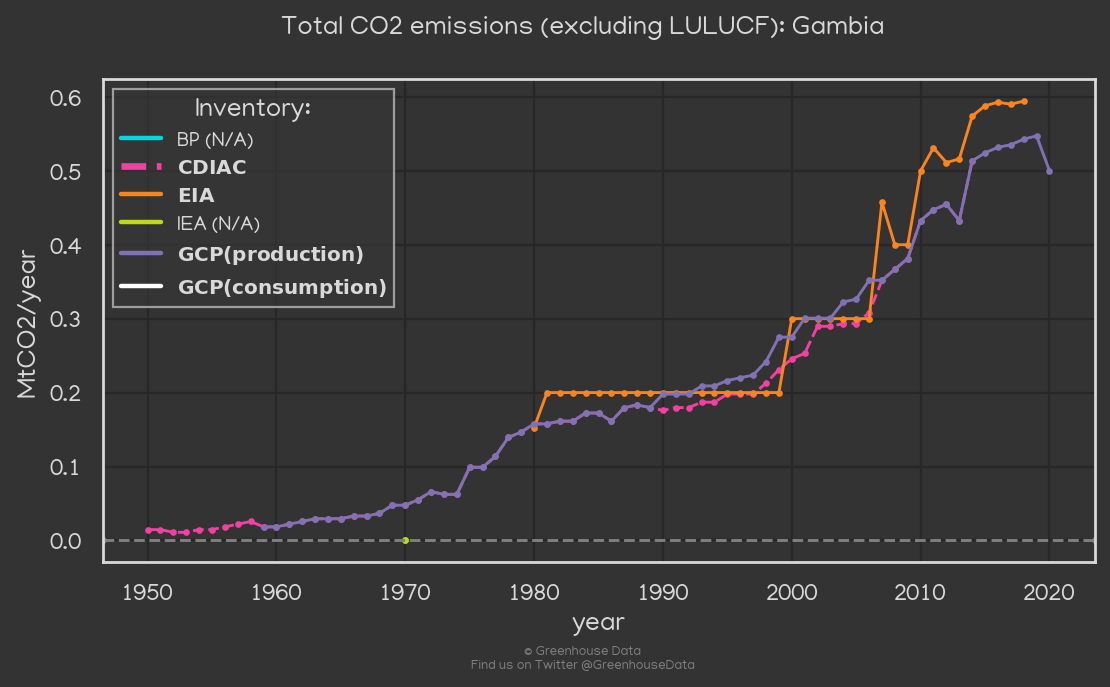 Total CO2 emissions (excluding LULUCF): Gambia
Inventory:
BP (N/A)
CDIAC
EIA
IEA (N/A)
GCP(production)
GCP(consumption)
MtCO2/year
0.6
0.5
0.4
0.3
0.2
0.1
0.0
1950 1960 1970 1980 1990 2000 2010 2020
year
© Greenhouse Data
Find us on Twitter @GreenhouseData